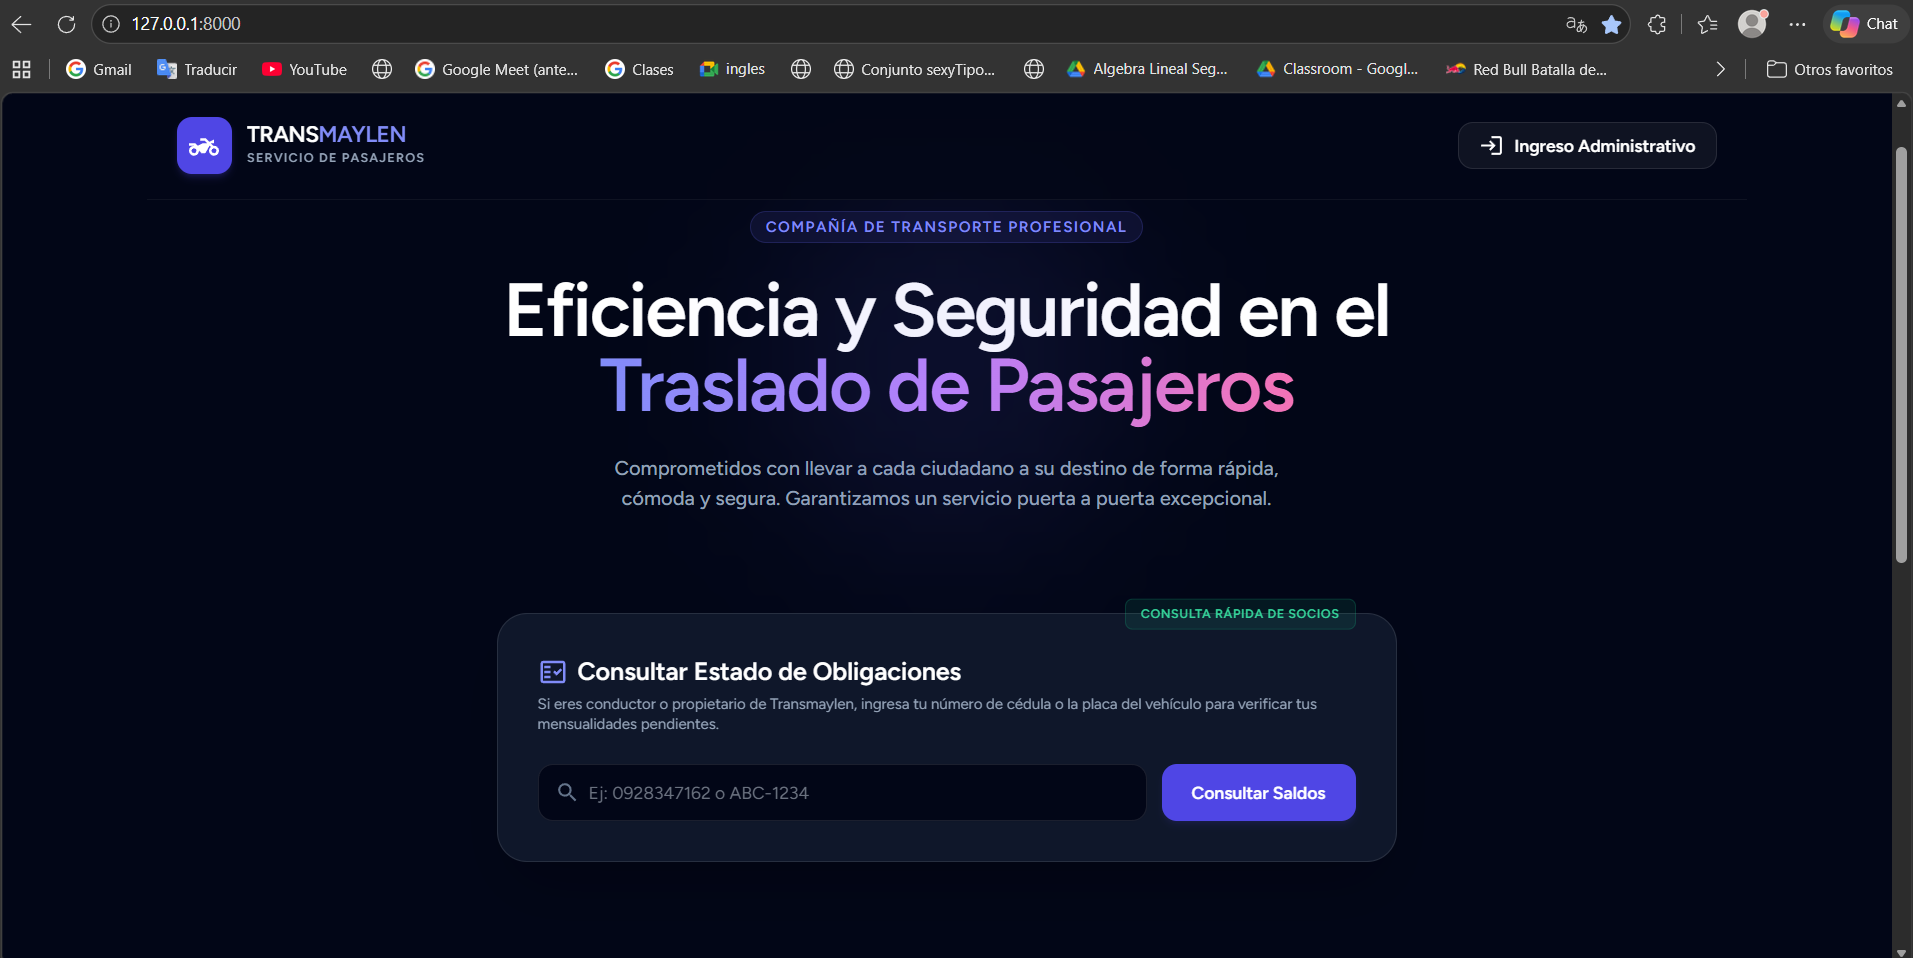 127.0.0.1:8000
Chat
Gmail
Traducir
YouTube
Google Meet (ante...
Clases
ingles
Conjunto sexyTipo...
Algebra Lineal Seg...
Classroom - Googl...
Red Bull Batalla de...
Otros favoritos
TRANSMAYLEN
SERVICIO DE PASAJEROS
Ingreso Administrativo
COMPAÑÍA DE TRANSPORTE PROFESIONAL
Eficiencia y Seguridad en el
Traslado de Pasajeros
Comprometidos con llevar a cada ciudadano a su destino de forma rápida,
cómoda y segura. Garantizamos un servicio puerta a puerta excepcional.
CONSULTA RÁPIDA DE SOCIOS
Consultar Estado de Obligaciones
Si eres conductor o propietario de Transmaylen, ingresa tu número de cédula o la placa del vehículo para verificar tus
mensualidades pendientes.
Ej: 0928347162 o ABC-1234
Consultar Saldos